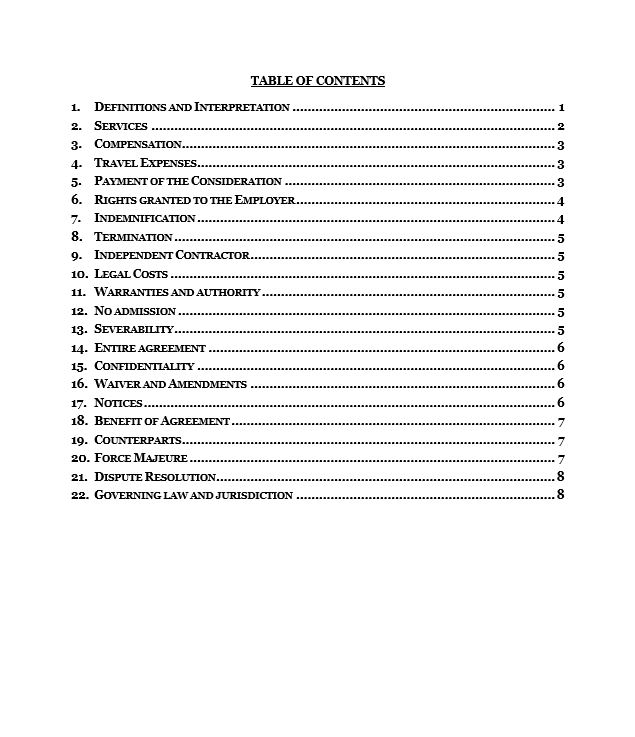 TABLE OF CONTENTS
1. DEFINITIONS AND INTERPRETATION ........ 1
2. SERVICES ........ 2
3. COMPENSATION ........ 3
4. TRAVEL EXPENSES ........ 3
5. PAYMENT OF THE CONSIDERATION ........ 3
6. RIGHTS GRANTED TO THE EMPLOYER ........ 4
7. INDEMNIFICATION ........ 4
8. TERMINATION ........ 5
9. INDEPENDENT CONTRACTOR ........ 5
10. LEGAL COSTS ........ 5
11. WARRANTIES AND AUTHORITY ........ 5
12. NO ADMISSION ........ 5
13. SEVERABILITY ........ 5
14. ENTIRE AGREEMENT ........ 6
15. CONFIDENTIALITY ........ 6
16. WAIVER AND AMENDMENTS ........ 6
17. NOTICES ........ 6
18. BENEFIT OF AGREEMENT ........ 7
19. COUNTERPARTS ........ 7
20. FORCE MAJEURE ........ 7
21. DISPUTE RESOLUTION ........ 8
22. GOVERNING LAW AND JURISDICTION ........ 8